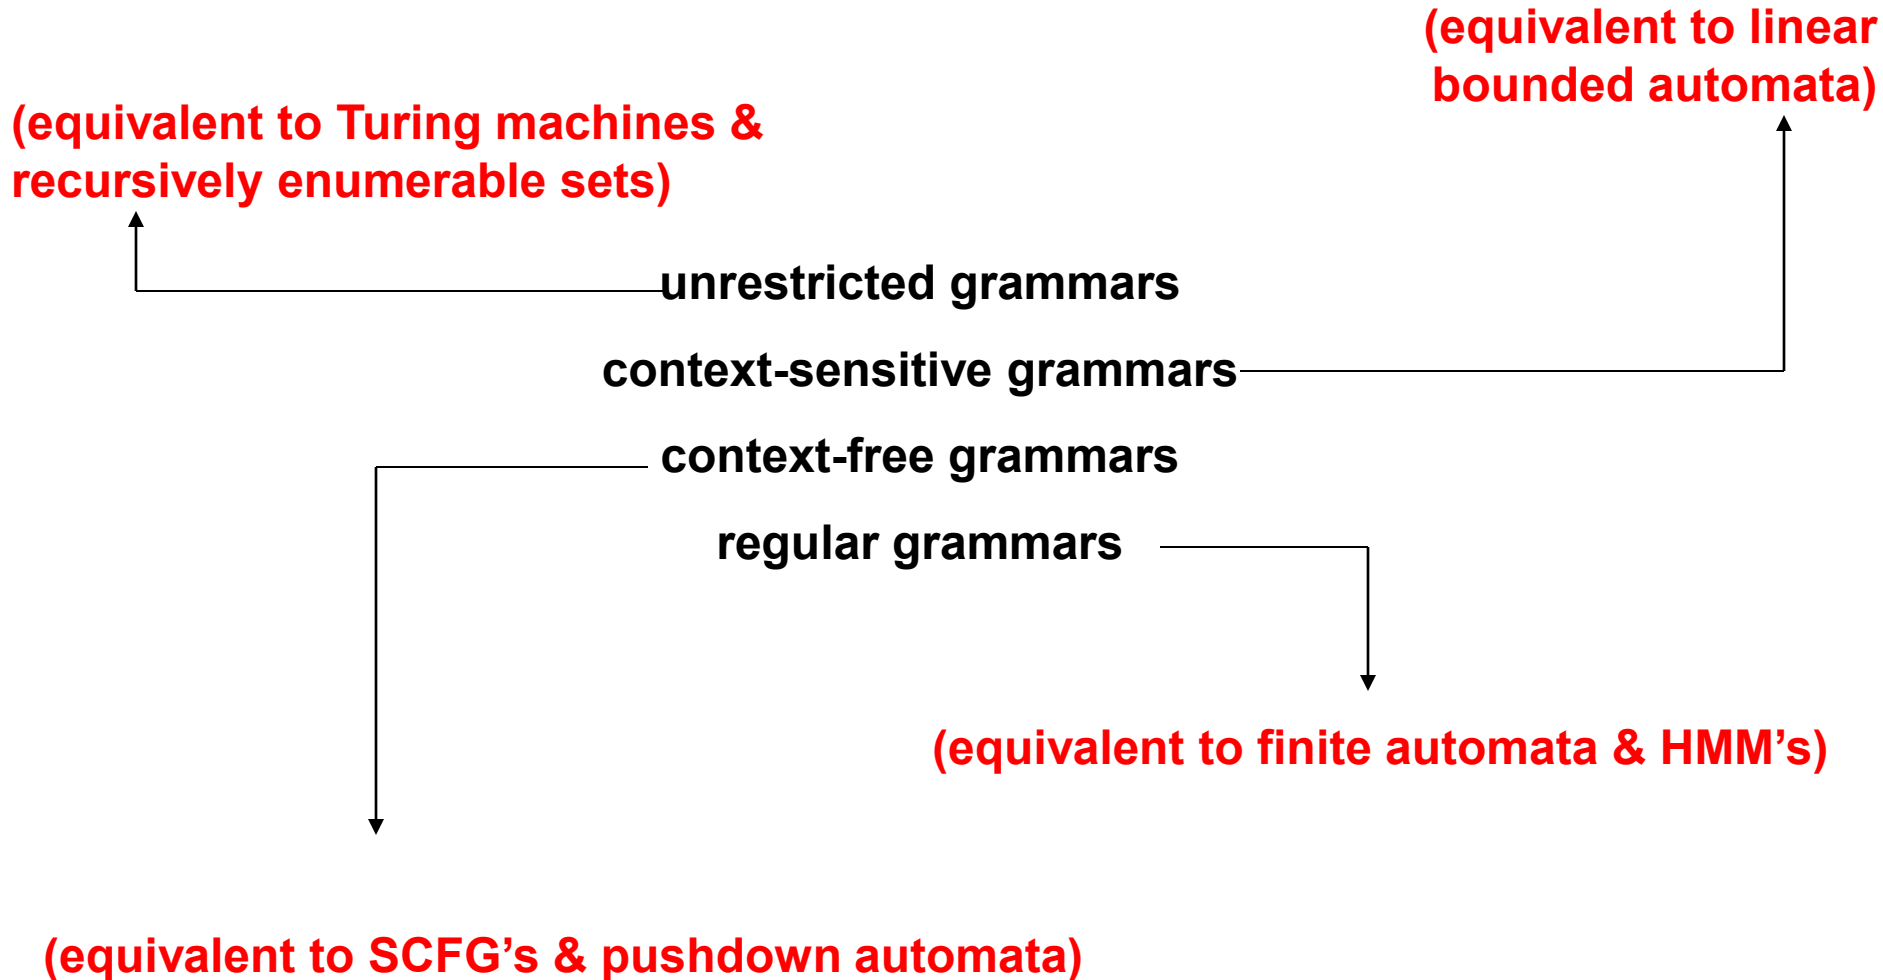 (equivalent to linear
bounded automata)
(equivalent to Turing machines &
recursively enumerable sets)
unrestricted grammars
context-sensitive grammars
context-free grammars
regular grammars
(equivalent to finite automata & HMM’s)
(equivalent to SCFG’s & pushdown automata)